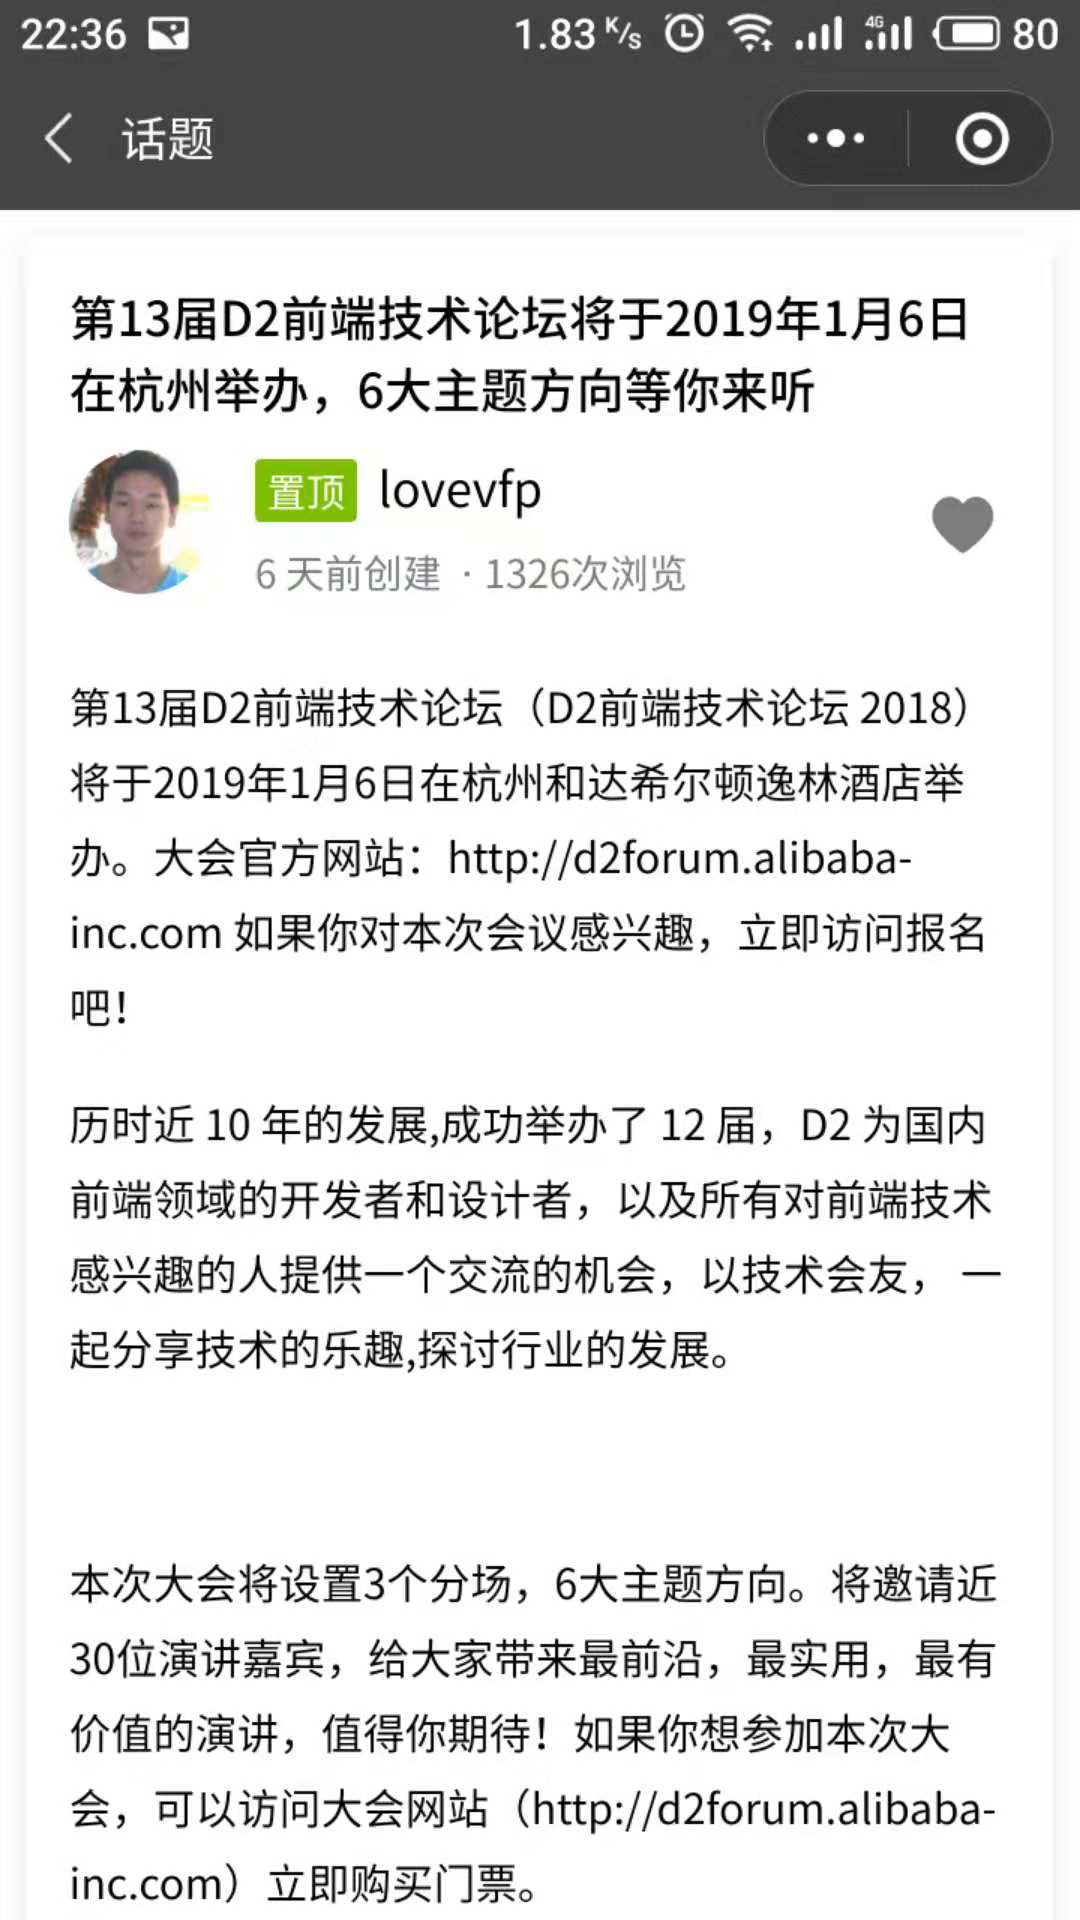 22:36
1.83 K/s
4G
80
话题
第13届D2前端技术论坛将于2019年1月6日
在杭州举办，6大主题方向等你来听
置顶 lovevfp
6 天前创建 · 1326次浏览
第13届D2前端技术论坛（D2前端技术论坛 2018）
将于2019年1月6日在杭州和达希尔顿逸林酒店举
办。大会官方网站：http://d2forum.alibaba-
inc.com 如果你对本次会议感兴趣，立即访问报名
吧！
历时近 10 年的发展,成功举办了 12 届，D2 为国内
前端领域的开发者和设计者，以及所有对前端技术
感兴趣的人提供一个交流的机会，以技术会友， 一
起分享技术的乐趣,探讨行业的发展。
本次大会将设置3个分场，6大主题方向。将邀请近
30位演讲嘉宾，给大家带来最前沿，最实用，最有
价值的演讲，值得你期待！如果你想参加本次大
会，可以访问大会网站（http://d2forum.alibaba-
inc.com）立即购买门票。